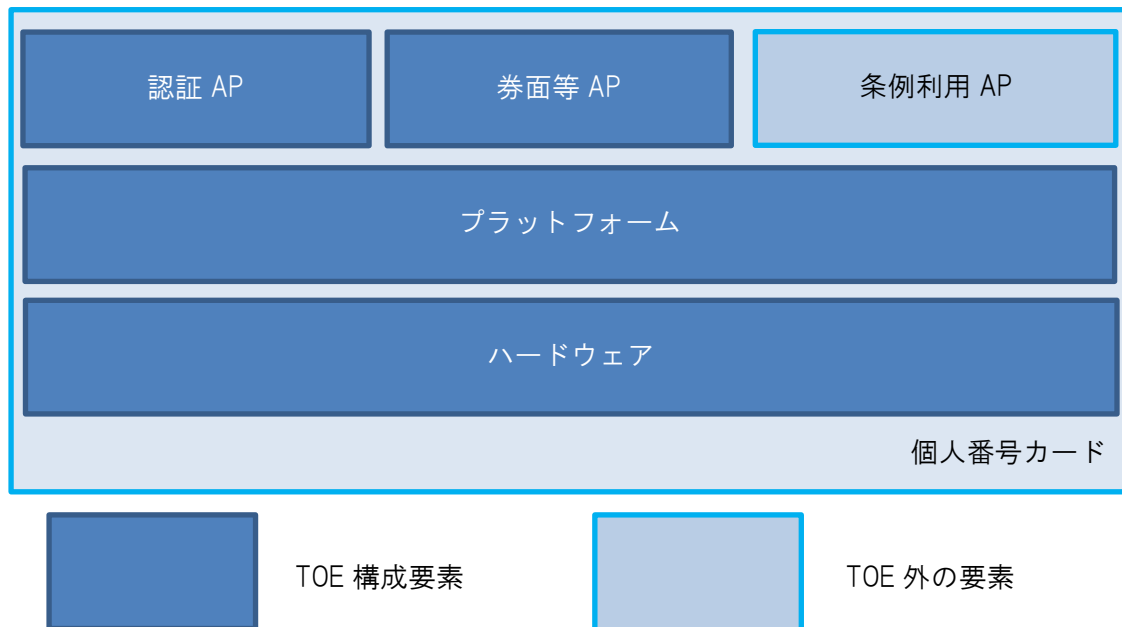 認証 AP
券面等 AP
条例利用 AP
プラットフォーム
ハードウェア
個人番号カード
TOE 構成要素
TOE 外の要素